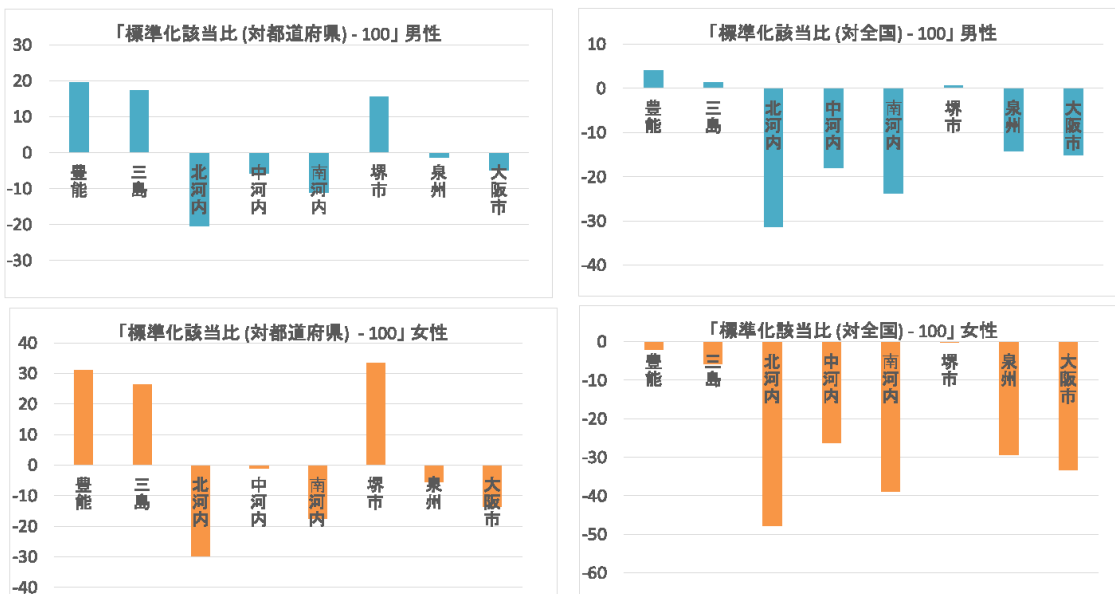 「標準化該当比 (対都道府県) - 100」 男性
30
20
10
0
-10
-20
-30
豊能
三島
北河内
中河内
南河内
堺市
泉州
大阪市
「標準化該当比 (対全国) - 100」 男性
10
0
-10
-20
-30
-40
豊能
三島
北河内
中河内
南河内
堺市
泉州
大阪市
「標準化該当比 (対都道府県) - 100」 女性
40
30
20
10
0
-10
-20
-30
-40
豊能
三島
北河内
中河内
南河内
堺市
泉州
大阪市
「標準化該当比 (対全国) - 100」 女性
0
-10
-20
-30
-40
-50
-60
豊能
三島
北河内
中河内
南河内
堺市
泉州
大阪市